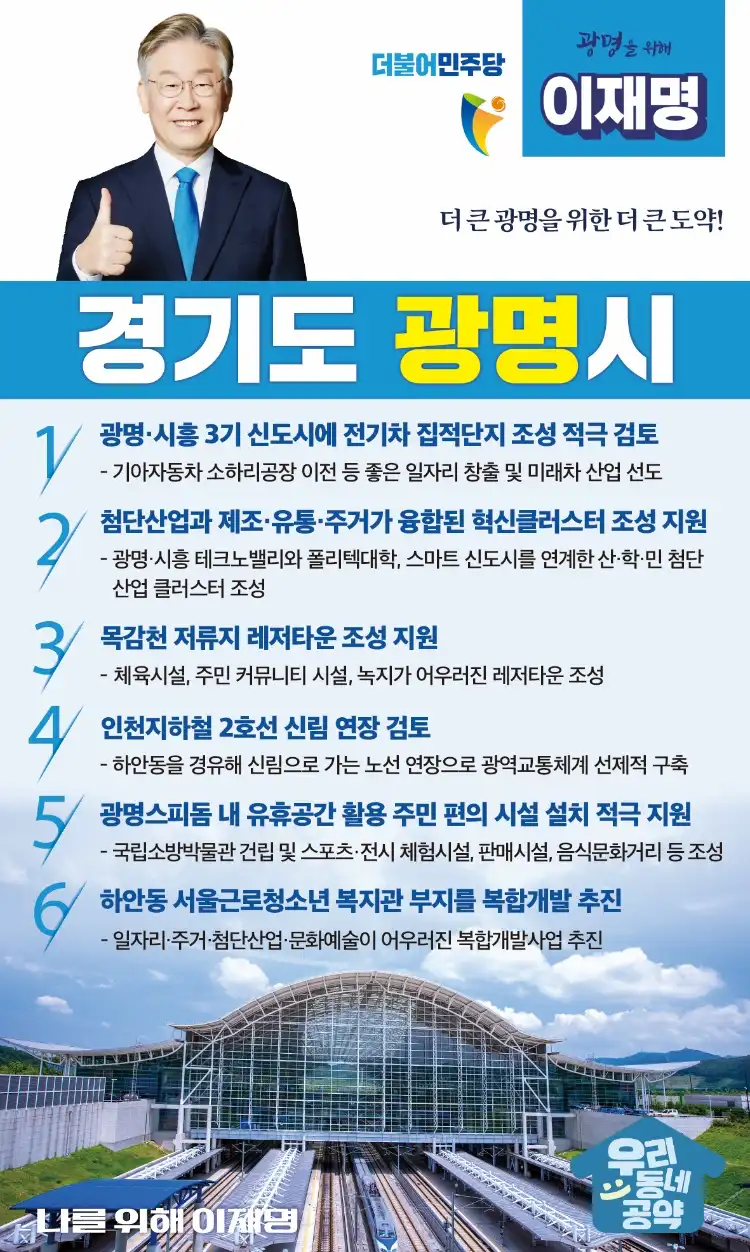 더불어민주당
광명을 위해
이재명
더 큰 광명을 위한 더 큰 도약!
경기도 광명시
1 광명·시흥 3기 신도시에 전기차 집적단지 조성 적극 검토
- 기아자동차 소하리공장 이전 등 좋은 일자리 창출 및 미래차 산업 선도
2 첨단산업과 제조·유통·주거가 융합된 혁신클러스터 조성 지원
- 광명·시흥 테크노밸리와 폴리텍대학, 스마트 신도시를 연계한 산·학·민 첨단
산업 클러스터 조성
3 목감천 저류지 레저타운 조성 지원
- 체육시설, 주민 커뮤니티 시설, 녹지가 어우러진 레저타운 조성
4 인천지하철 2호선 신림 연장 검토
- 하안동을 경유해 신림으로 가는 노선 연장으로 광역교통체계 선제적 구축
5 광명스피돔 내 유휴공간 활용 주민 편의 시설 설치 적극 지원
- 국립소방박물관 건립 및 스포츠·전시 체험시설, 판매시설, 음식문화거리 등 조성
6 하안동 서울근로청소년 복지관 부지를 복합개발 추진
- 일자리·주거·첨단산업·문화예술이 어우러진 복합개발사업 추진
나를 위해 이재명
우리
동네
공약